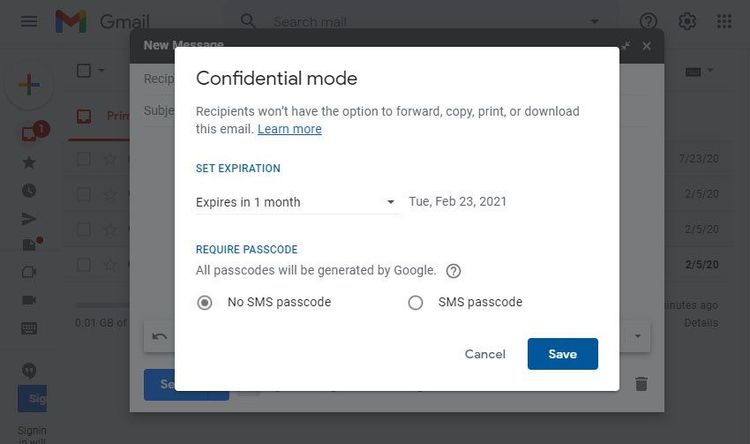 Gmail
Search mail
New Message
Recip
Confidential mode
Subje
Recipients won’t have the option to forward, copy, print, or download
this email. Learn more
1
Prim
SET EXPIRATION
7/23/20
Expires in 1 month
Tue, Feb 23, 2021
2/5/20
2/5/20
REQUIRE PASSCODE
All passcodes will be generated by Google.
2/5/20
No SMS passcode
SMS passcode
inutes ago
0.01 GB of
Details
Cancel
Save
Se
Sig
Signin